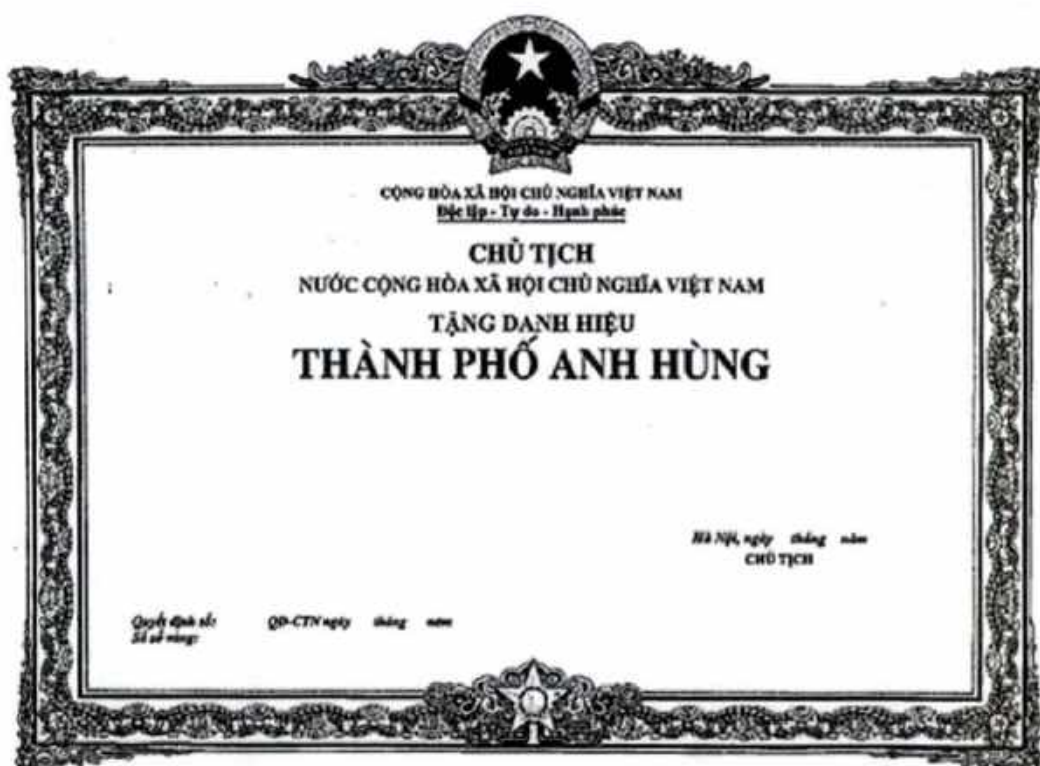 CỘNG HÒA XÃ HỘI CHỦ NGHĨA VIỆT NAM
Độc lập - Tự do - Hạnh phúc
CHỦ TỊCH
NƯỚC CỘNG HÒA XÃ HỘI CHỦ NGHĨA VIỆT NAM
TẶNG DANH HIỆU
THÀNH PHỐ ANH HÙNG
Hà Nội, ngày tháng năm
CHỦ TỊCH
Quyết định số: QĐ-CTN ngày tháng năm
Số sổ vàng: